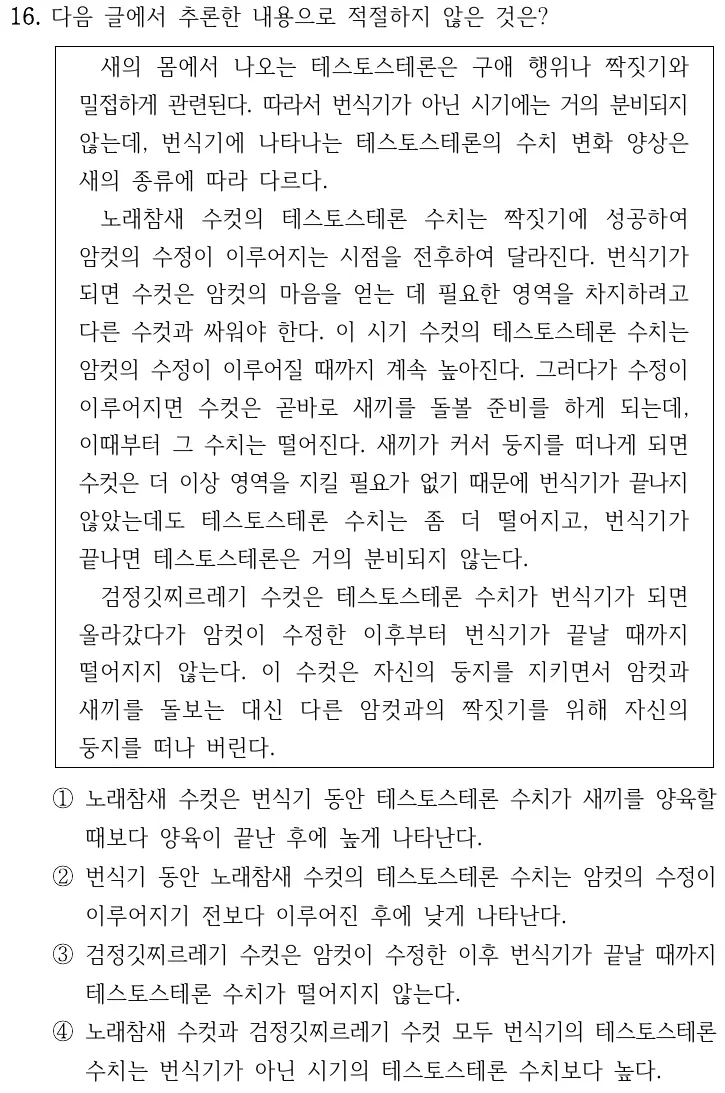 16. 다음 글에서 추론한 내용으로 적절하지 않은 것은?
새의 몸에서 나오는 테스토스테론은 구애 행위나 짝짓기와
밀접하게 관련된다. 따라서 번식기가 아닌 시기에는 거의 분비되지
않는데, 번식기에 나타나는 테스토스테론의 수치 변화 양상은
새의 종류에 따라 다르다.
노래참새 수컷의 테스토스테론 수치는 짝짓기에 성공하여
암컷의 수정이 이루어지는 시점을 전후하여 달라진다. 번식기가
되면 수컷은 암컷의 마음을 얻는 데 필요한 영역을 차지하려고
다른 수컷과 싸워야 한다. 이 시기 수컷의 테스토스테론 수치는
암컷의 수정이 이루어질 때까지 계속 높아진다. 그러다가 수정이
이루어지면 수컷은 곧바로 새끼를 돌볼 준비를 하게 되는데,
이때부터 그 수치는 떨어진다. 새끼가 커서 둥지를 떠나게 되면
수컷은 더 이상 영역을 지킬 필요가 없기 때문에 번식기가 끝나지
않았는데도 테스토스테론 수치는 좀 더 떨어지고, 번식기가
끝나면 테스토스테론은 거의 분비되지 않는다.
검정깃찌르레기 수컷은 테스토스테론 수치가 번식기가 되면
올라갔다가 암컷이 수정한 이후부터 번식기가 끝날 때까지
떨어지지 않는다. 이 수컷은 자신의 둥지를 지키면서 암컷과
새끼를 돌보는 대신 다른 암컷과의 짝짓기를 위해 자신의
둥지를 떠나 버린다.
① 노래참새 수컷은 번식기 동안 테스토스테론 수치가 새끼를 양육할
때보다 양육이 끝난 후에 높게 나타난다.
② 번식기 동안 노래참새 수컷의 테스토스테론 수치는 암컷의 수정이
이루어지기 전보다 이루어진 후에 낮게 나타난다.
③ 검정깃찌르레기 수컷은 암컷이 수정한 이후 번식기가 끝날 때까지
테스토스테론 수치가 떨어지지 않는다.
④ 노래참새 수컷과 검정깃찌르레기 수컷 모두 번식기의 테스토스테론
수치는 번식기가 아닌 시기의 테스토스테론 수치보다 높다.